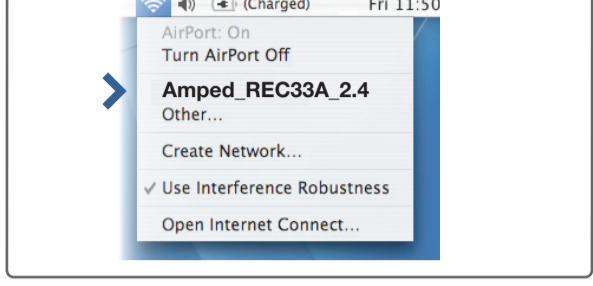 (Charged) Fri 11:50
AirPort: On
Turn AirPort Off
Amped_REC33A_2.4
Other...
Create Network...
✓ Use Interference Robustness
Open Internet Connect...